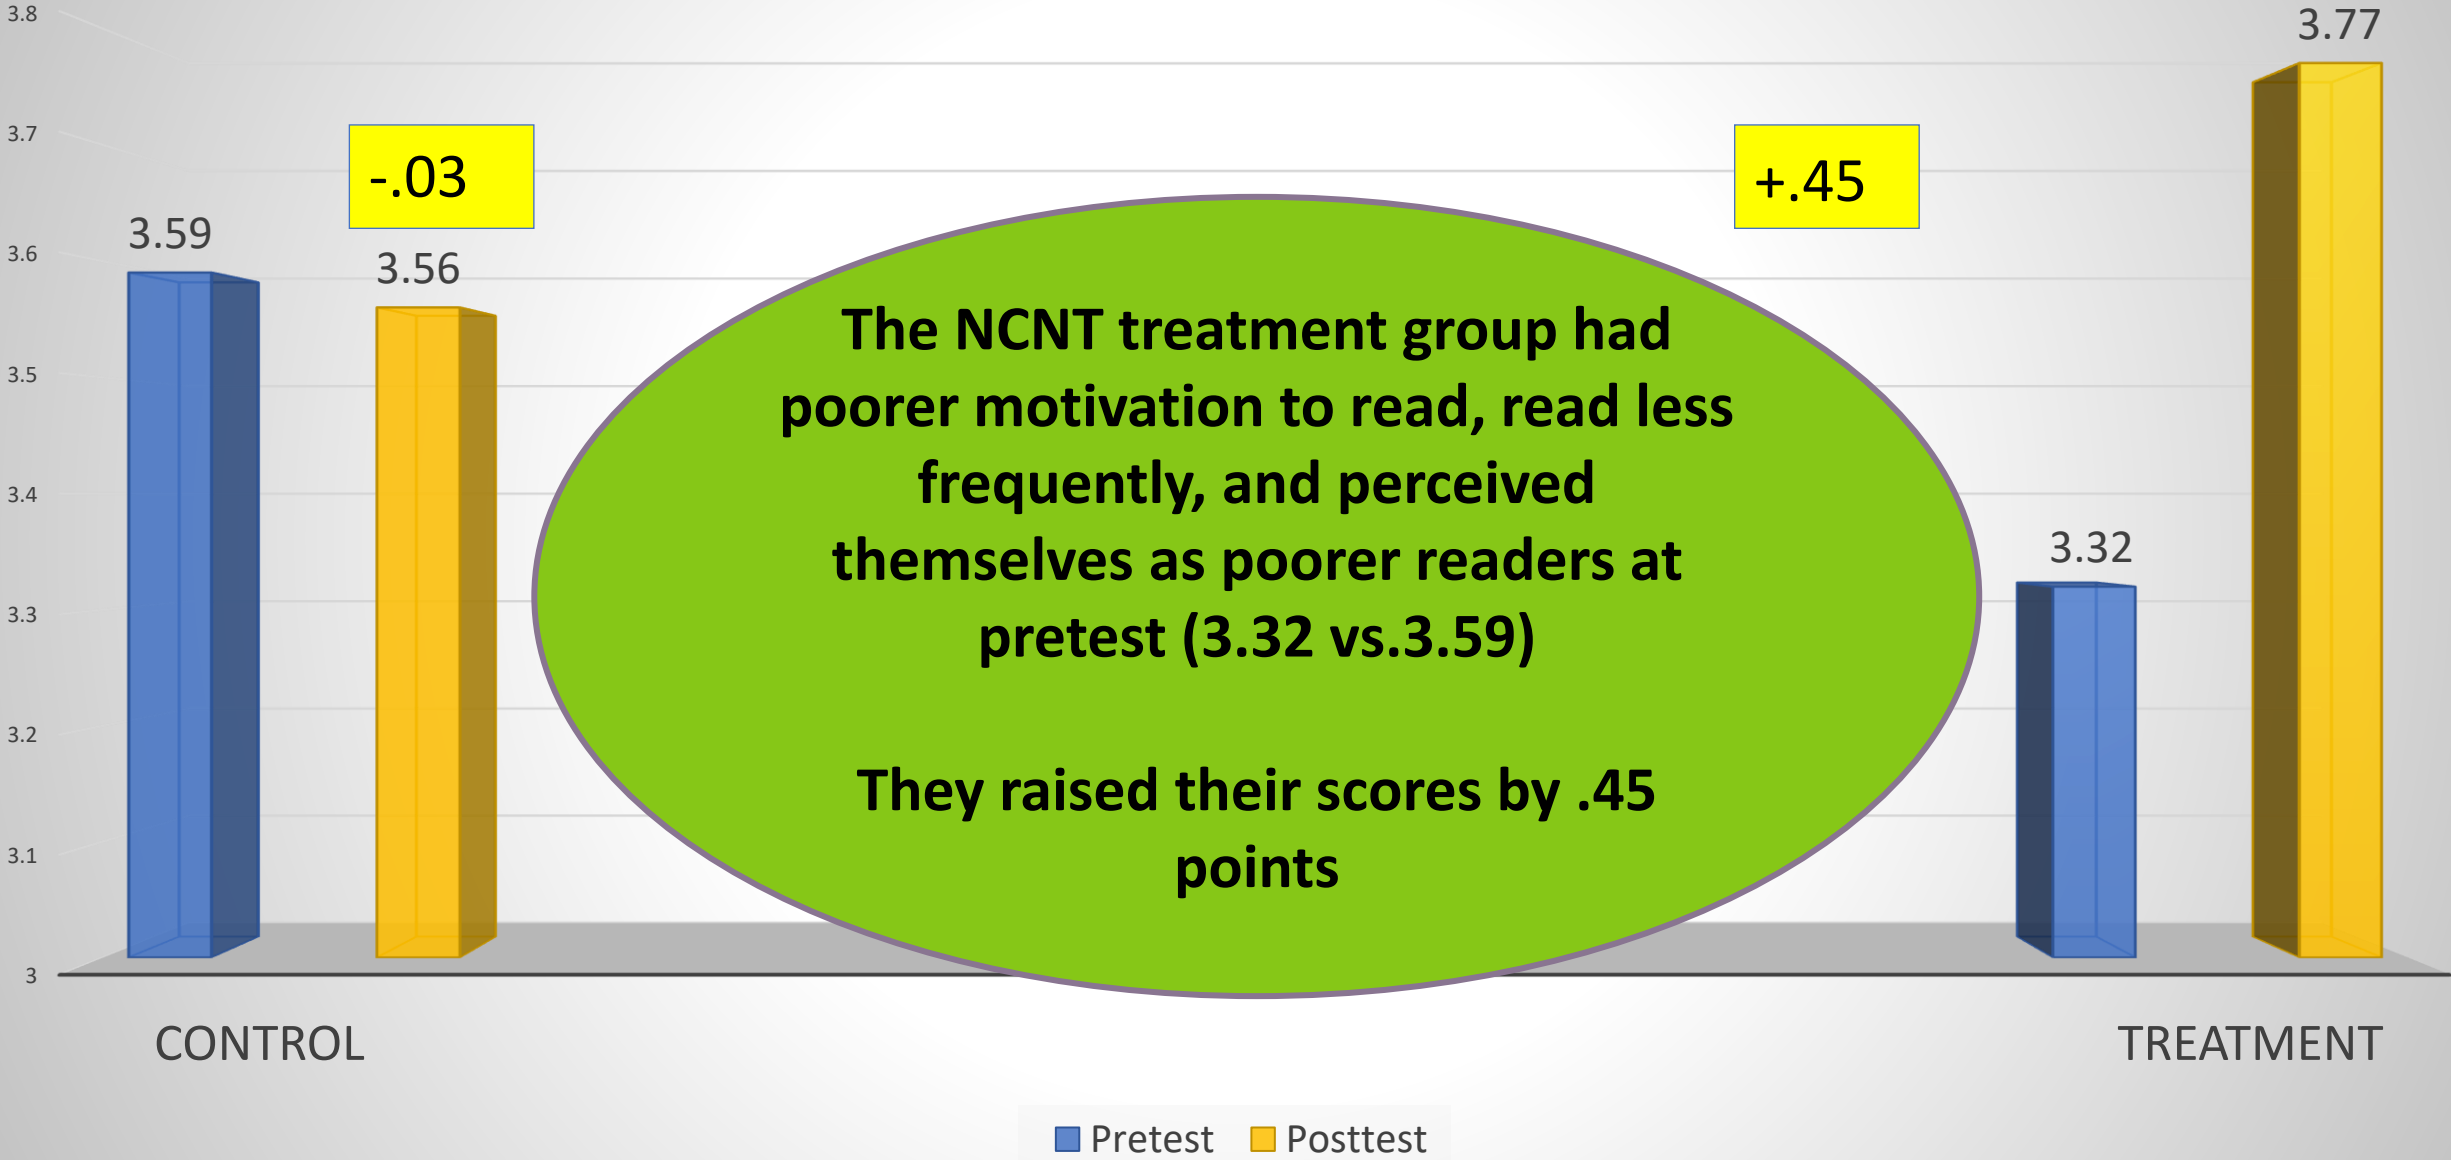 3.8
3.7
3.6
3.5
3.4
3.3
3.2
3.1
3
3.59
-.03
3.56
+.45
3.32
3.77
The NCNT treatment group had
poorer motivation to read, read less
frequently, and perceived
themselves as poorer readers at
pretest (3.32 vs.3.59)
They raised their scores by .45
points
CONTROL
TREATMENT
Pretest
Posttest